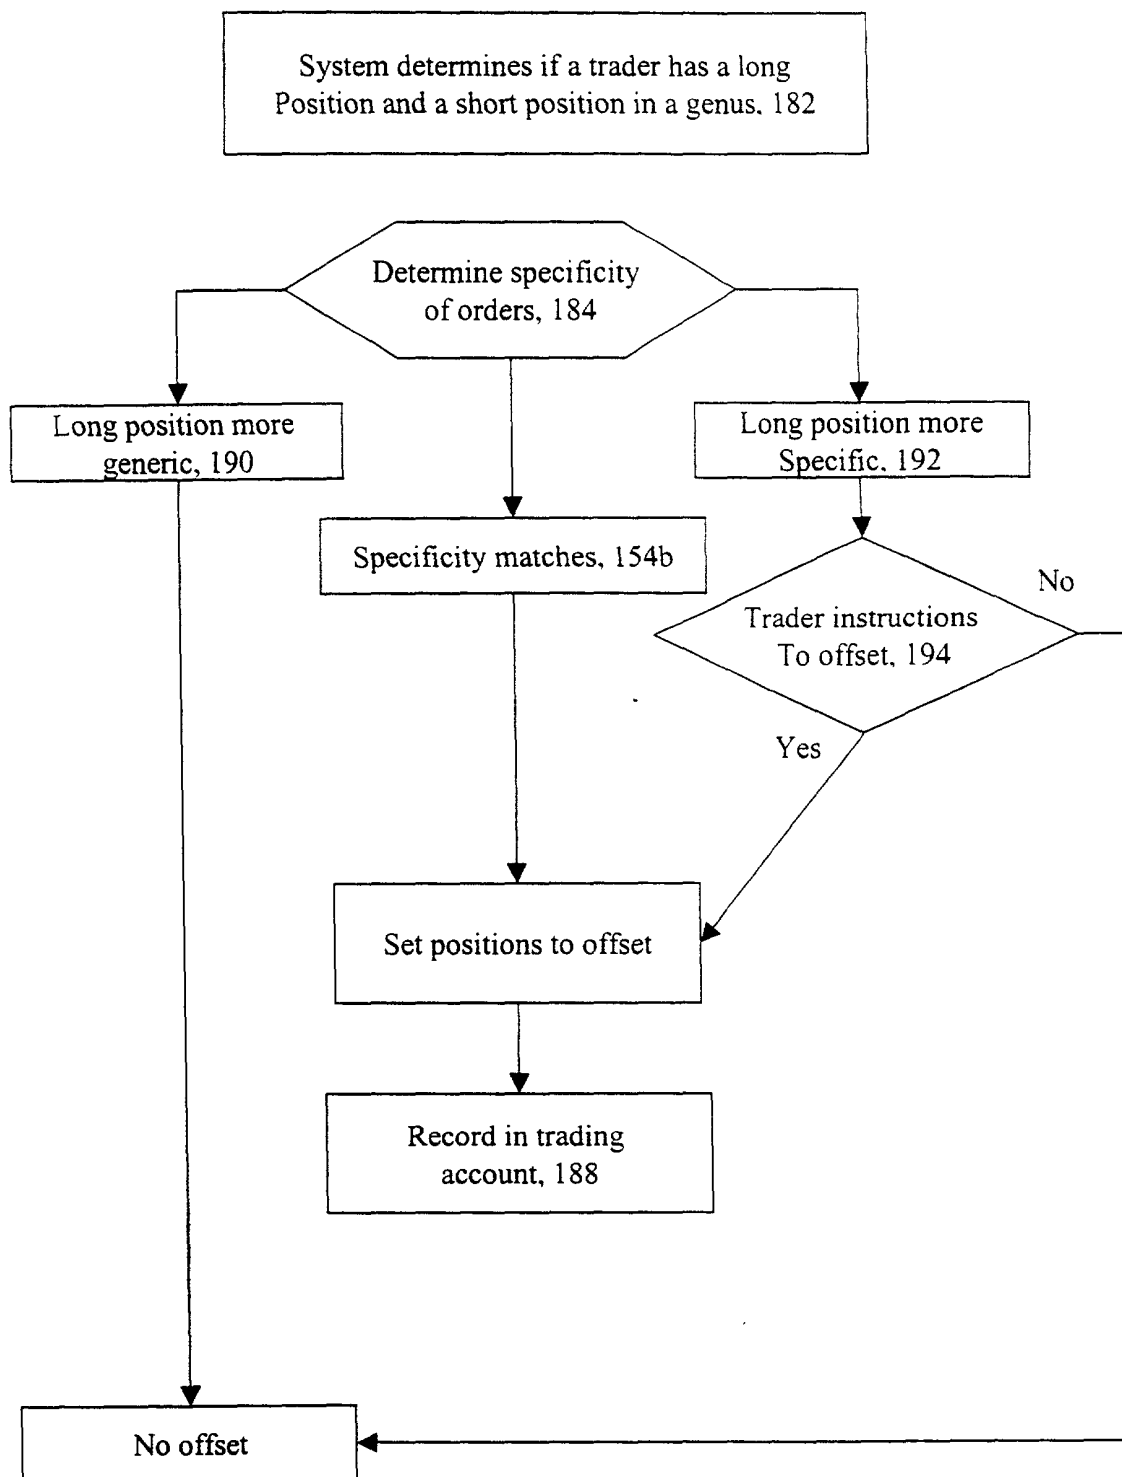 System determines if a trader has a long
Position and a short position in a genus, 182
Determine specificity
of orders, 184
Long position more
generic, 190
Long position more
Specific, 192
Specificity matches, 154b
No
Trader instructions
To offset, 194
Yes
Set positions to offset
Record in trading
account, 188
No offset